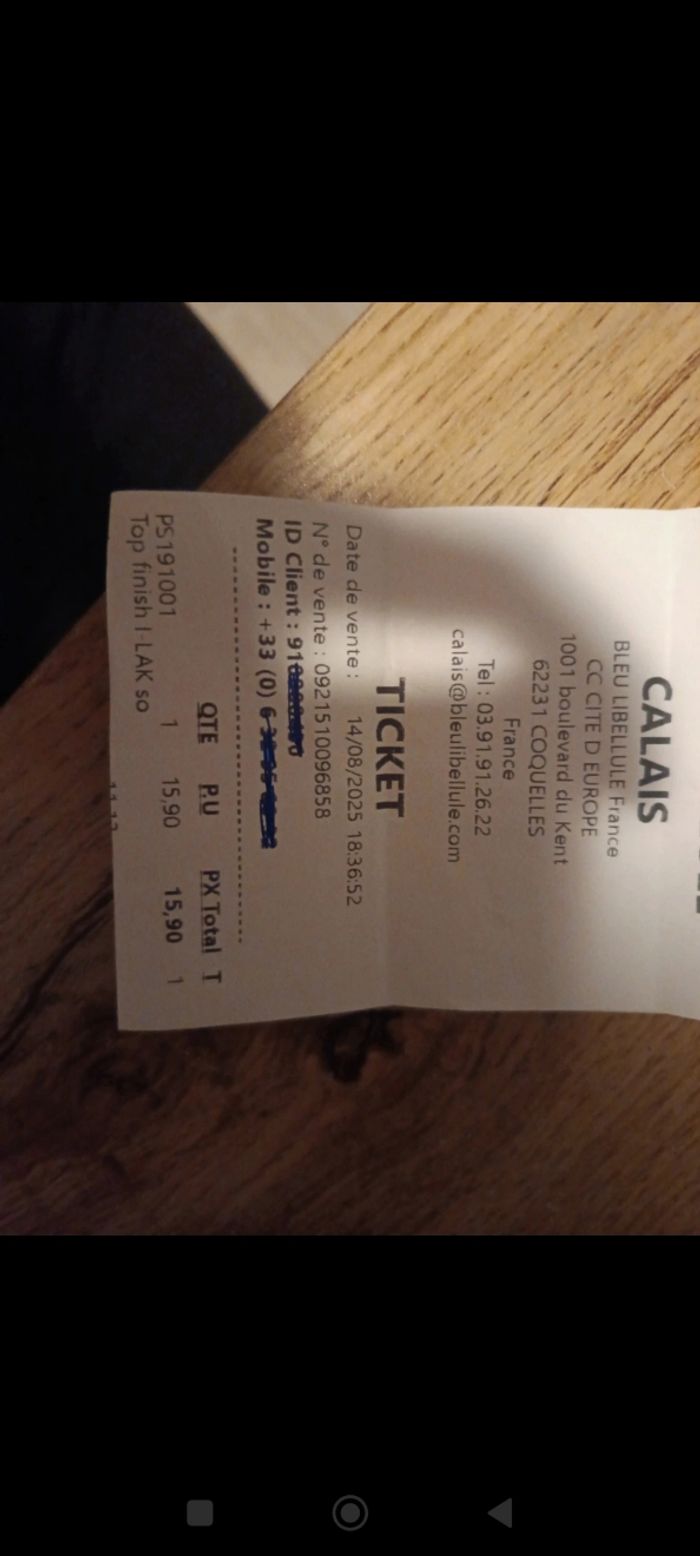 CALAIS
BLEU LIBELLULE France
CC CITE D EUROPE
1001 boulevard du Kent
62231 COQUELLES
France
Tel : 03.91.91.26.22
calais@bleulibellule.com
TICKET
Date de vente : 14/08/2025 18:36:52
N° de vente : 0921510096858
ID Client : 91
Mobile : +33 (0) 6
QTE P.U PX Total T
PS191001 1 15,90 15,90 1
Top finish I-LAK so